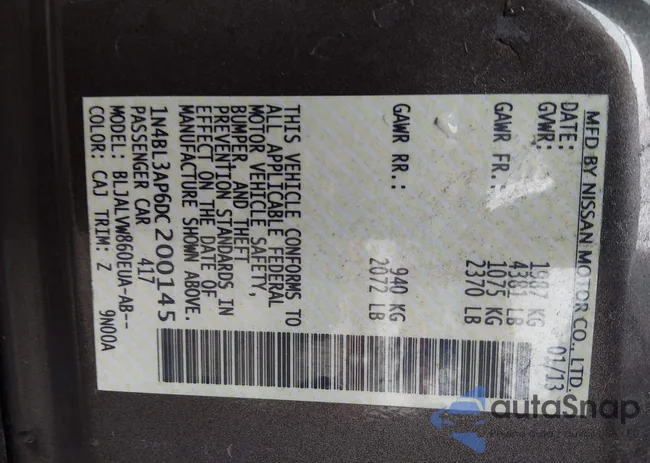 MFD BY NISSAN MOTOR CO., LTD.
DATE: 01/13
GVWR: 1987 KG
4381 LB
GAWR FR.: 1075 KG
2370 LB
GAWR RR.: 940 KG
2072 LB
THIS VEHICLE CONFORMS TO
ALL APPLICABLE FEDERAL
MOTOR VEHICLE SAFETY,
BUMPER, AND THEFT
PREVENTION STANDARDS IN
EFFECT ON THE DATE OF
MANUFACTURE SHOWN ABOVE.
1N4BL3AP6DC200145
PASSENGER CAR 417
MODEL: BLJALVW860EUA-AB--
COLOR: CAJ TRIM: Z 9N00A
autoSnap